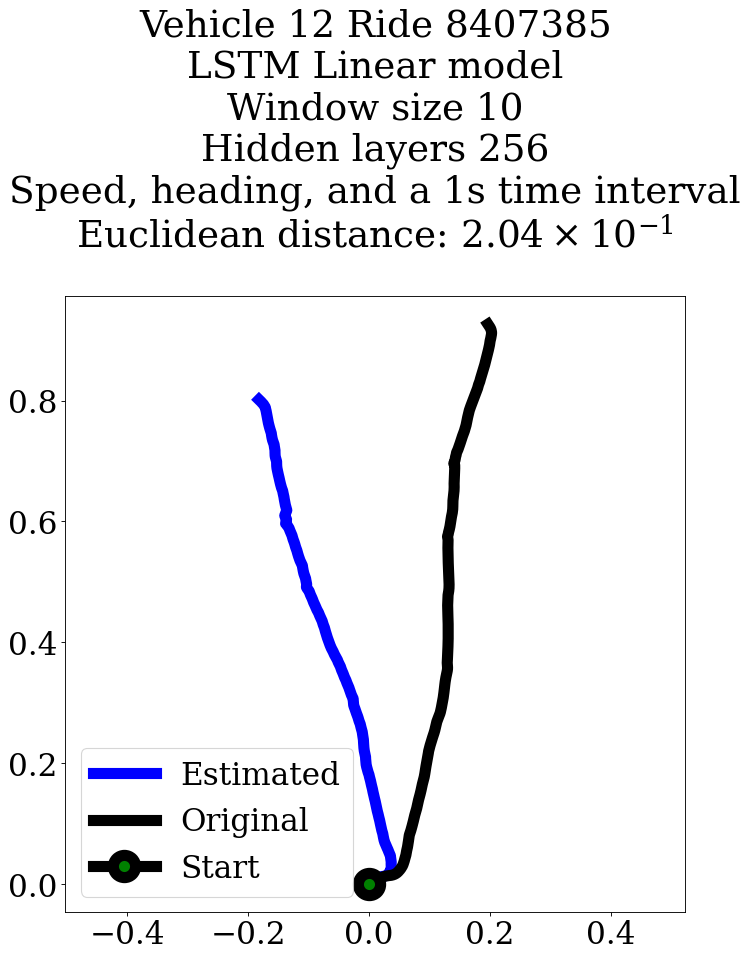 Vehicle 12 Ride 8407385
LSTM Linear model
Window size 10
Hidden layers 256
Speed, heading, and a 1s time interval
Euclidean distance: 2.04 × 10⁻¹
0.8
0.6
0.4
0.2
0.0
Estimated
Original
Start
−0.4
−0.2
0.0
0.2
0.4